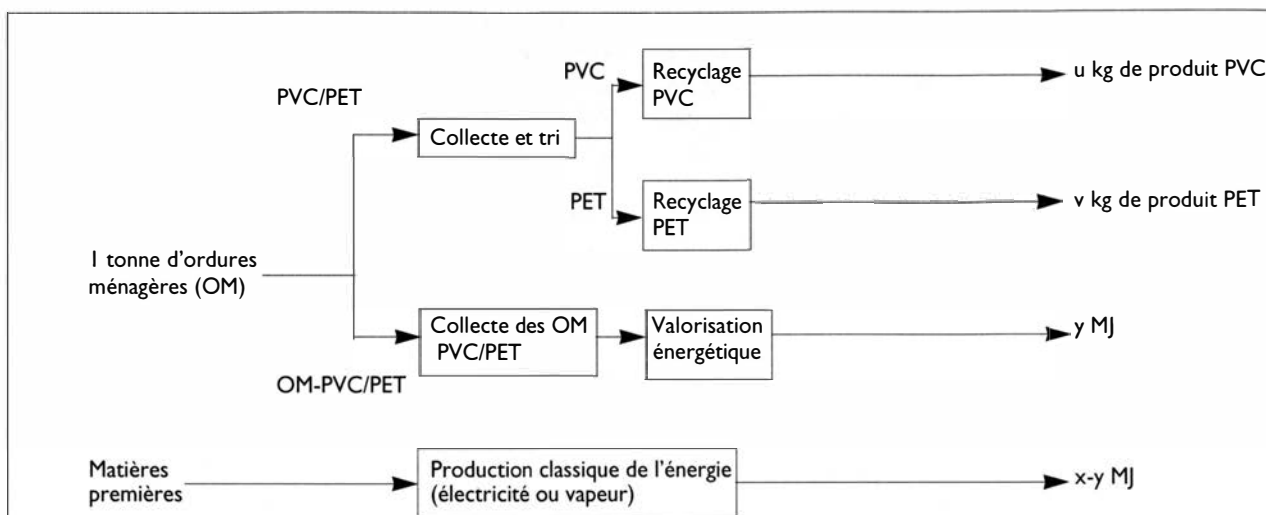 PVC
Recyclage
PVC
u kg de produit PVC
PVC/PET
Collecte et tri
PET
Recyclage
PET
v kg de produit PET
1 tonne d'ordures
ménagères (OM)
Collecte des OM
PVC/PET
Valorisation
énergétique
y MJ
OM-PVC/PET
Matières
premières
Production classique de l'énergie
(électricité ou vapeur)
x-y MJ